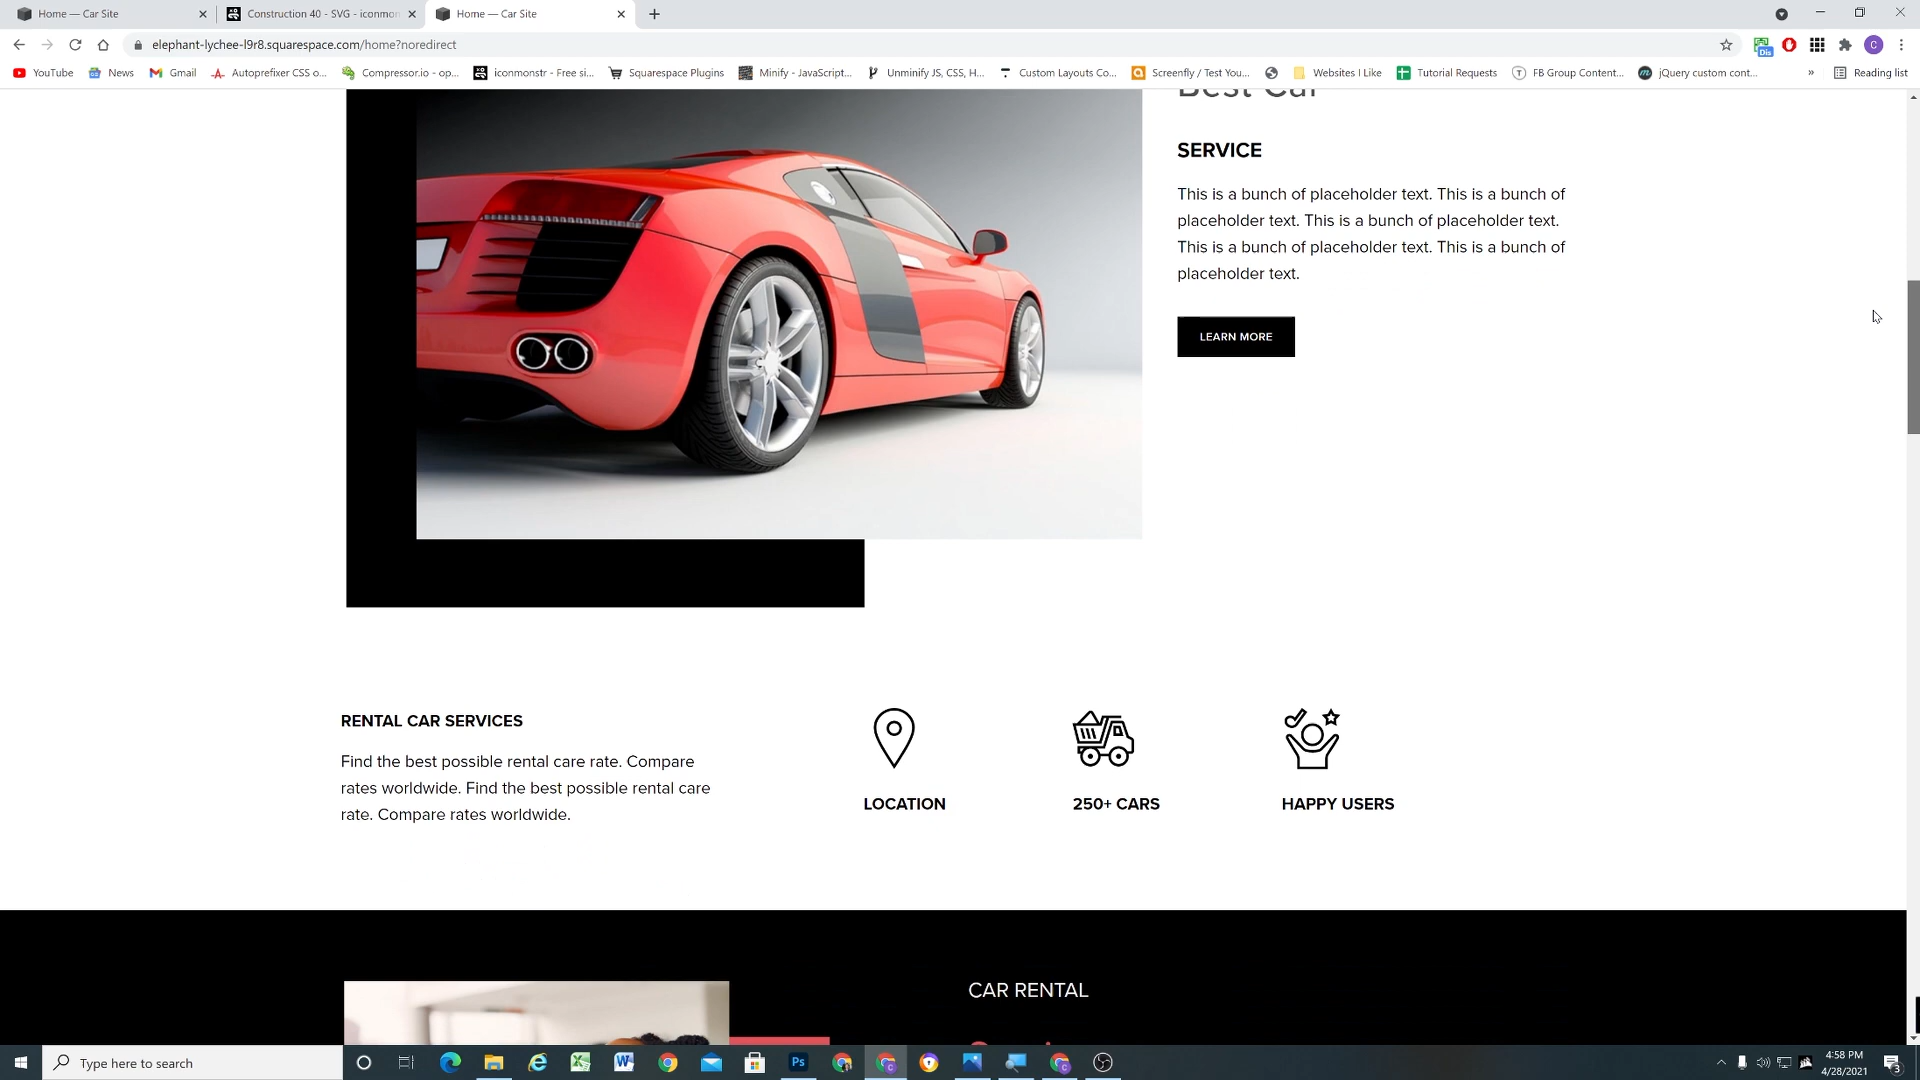 Home — Car Site
Construction 40 - SVG - iconmon
Home — Car Site
elephant-lychee-l9r8.squarespace.com/home?noredirect
YouTube
News
Gmail
Autoprefixer CSS o...
Compressor.io - op...
iconmonstr - Free si...
Squarespace Plugins
Minify - JavaScript...
Unminify JS, CSS, H...
Custom Layouts Co...
Screenfly / Test You...
Websites I Like
Tutorial Requests
FB Group Content...
jQuery custom cont...
»
Reading list
Best Car
SERVICE
This is a bunch of placeholder text. This is a bunch of
placeholder text. This is a bunch of placeholder text.
This is a bunch of placeholder text. This is a bunch of
placeholder text.
LEARN MORE
RENTAL CAR SERVICES
Find the best possible rental care rate. Compare
rates worldwide. Find the best possible rental care
rate. Compare rates worldwide.
LOCATION
250+ CARS
HAPPY USERS
CAR RENTAL
Type here to search
4:58 PM
4/28/2021